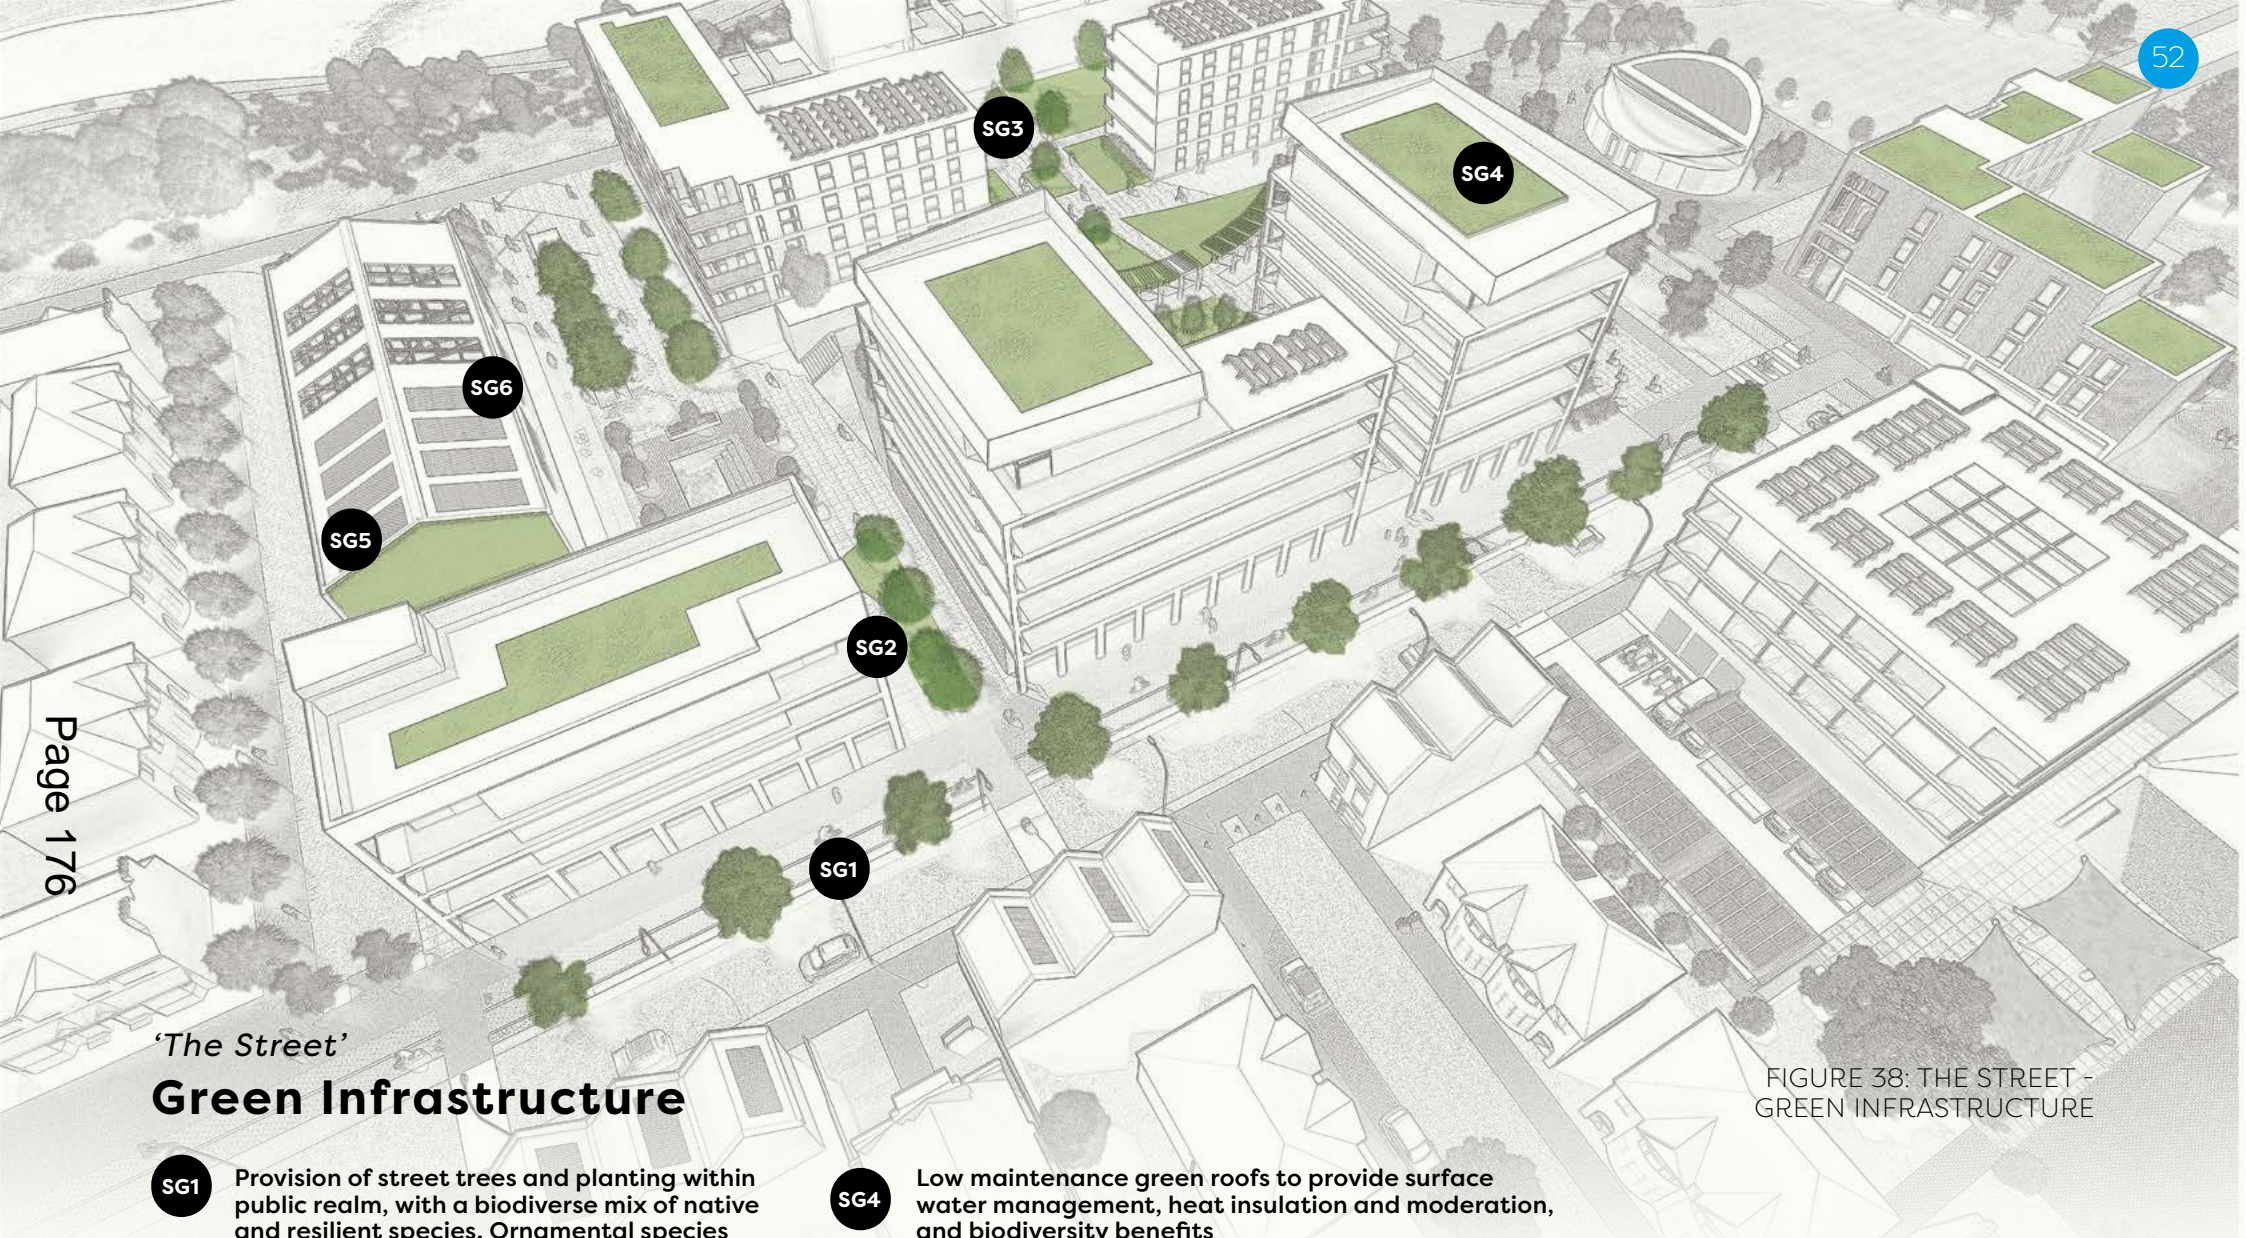 52
SG3
SG4
SG6
SG5
SG2
SG1
Page 176
‘The Street’
Green Infrastructure
FIGURE 38: THE STREET -
GREEN INFRASTRUCTURE
SG1
Provision of street trees and planting within
public realm, with a biodiverse mix of native
and resilient species. Ornamental species
SG4
Low maintenance green roofs to provide surface
water management, heat insulation and moderation,
and biodiversity benefits